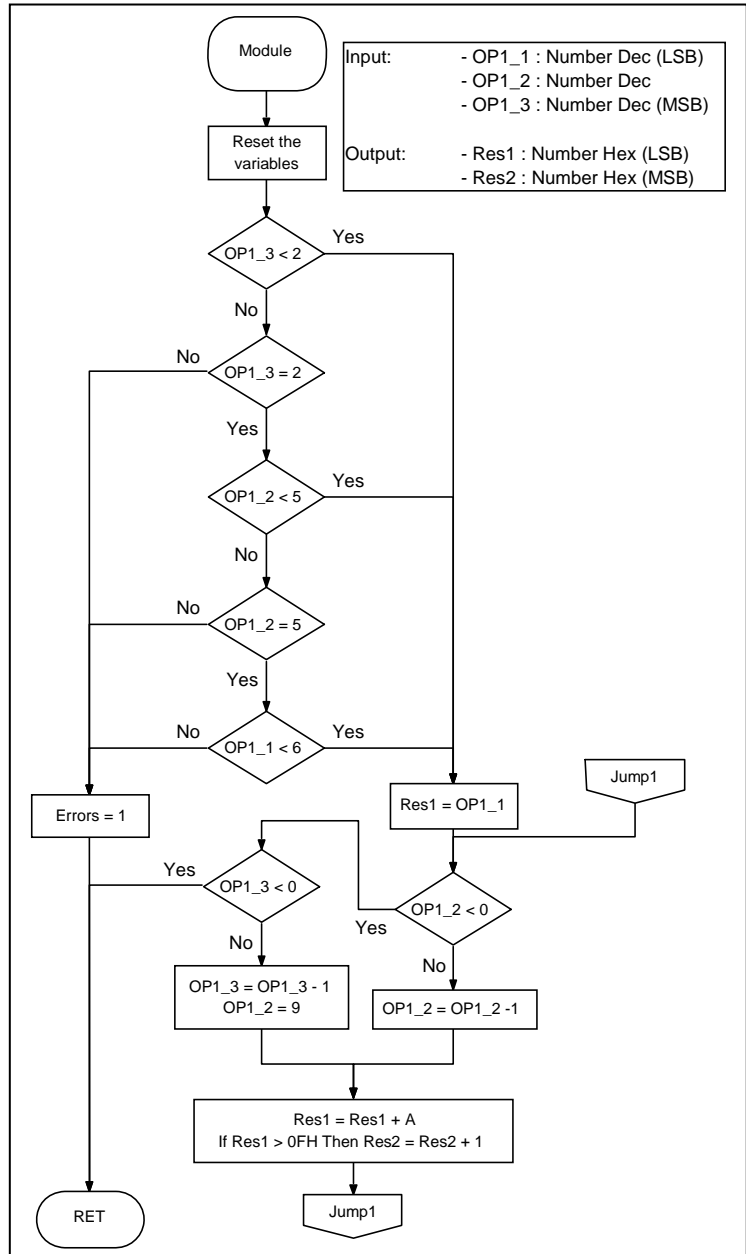 Module
Input: - OP1_1 : Number Dec (LSB)
- OP1_2 : Number Dec
- OP1_3 : Number Dec (MSB)
Output: - Res1 : Number Hex (LSB)
- Res2 : Number Hex (MSB)
Reset the
variables
OP1_3 < 2
Yes
No
OP1_3 = 2
No
Yes
OP1_2 < 5
Yes
No
OP1_2 = 5
No
Yes
OP1_1 < 6
No
Yes
Errors = 1
Res1 = OP1_1
Jump1
OP1_3 < 0
Yes
No
OP1_2 < 0
Yes
No
OP1_3 = OP1_3 - 1
OP1_2 = 9
OP1_2 = OP1_2 -1
Res1 = Res1 + A
If Res1 > 0FH Then Res2 = Res2 + 1
Jump1
RET